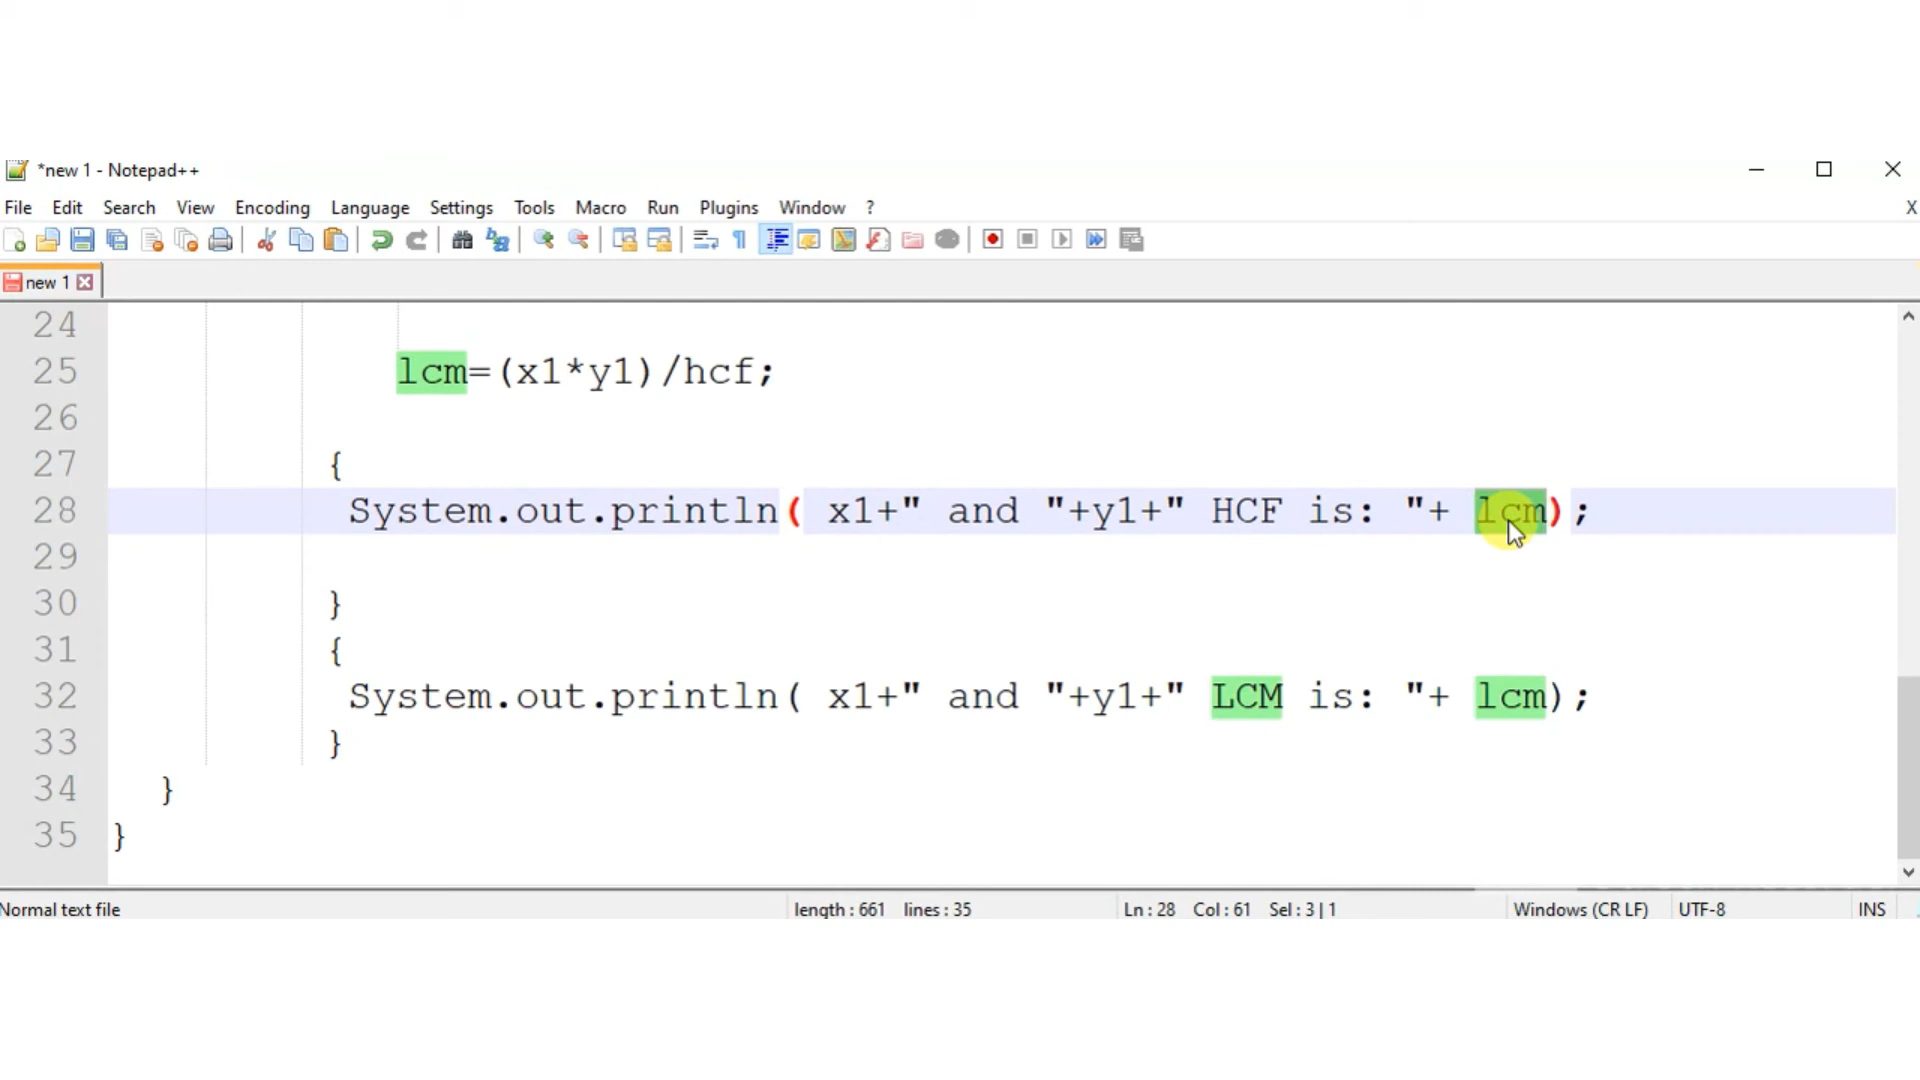 *new 1 - Notepad++
File Edit Search View Encoding Language Settings Tools Macro Run Plugins Window ? X
new 1
24
25 lcm=(x1*y1)/hcf;
26
27 {
28 System.out.println( x1+" and "+y1+" HCF is: "+ lcm);
29
30 }
31 {
32 System.out.println( x1+" and "+y1+" LCM is: "+ lcm);
33 }
34 }
35 }
Normal text file length : 661 lines : 35 Ln : 28 Col : 61 Sel : 3 | 1 Windows (CR LF) UTF-8 INS